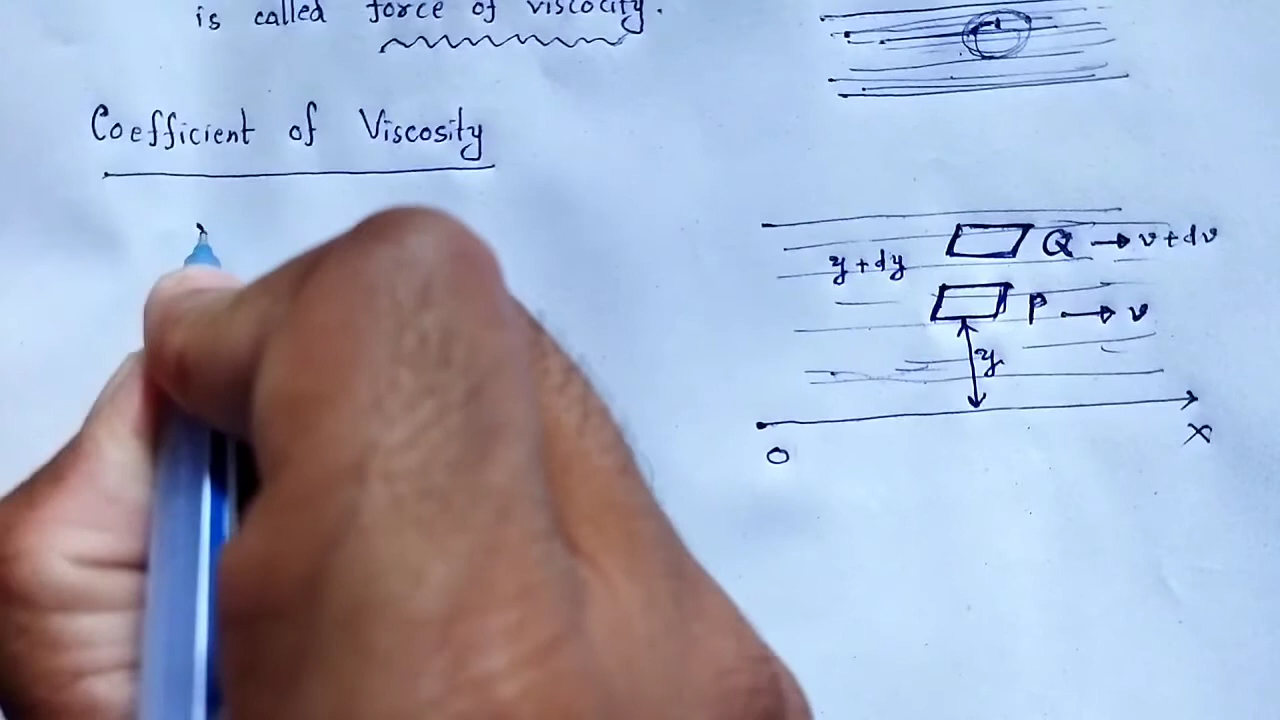 is called force of viscosity.
Coefficient of Viscosity
Q → v + dv
y + dy
P → v
y
O
X